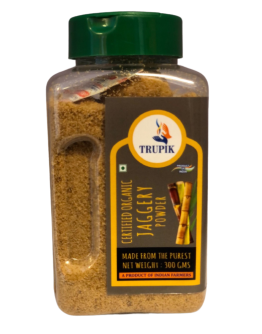 TRUPIK
CERTIFIED ORGANIC
JAGGERY
POWDER
MADE FROM THE PUREST
NET WEIGHT : 300 GMS
A PRODUCT OF INDIAN FARMERS